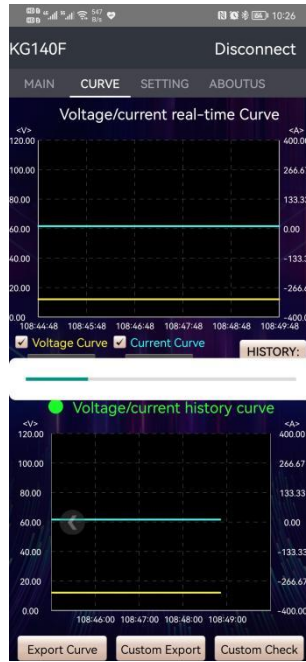 547 B/s 10:26
KG140F Disconnect
MAIN CURVE SETTING ABOUTUS
Voltage/current real-time Curve
<V> <A>
120.00 400.00
100.00 266.67
80.00 133.33
60.00 0.00
40.00 -133.3
20.00 -266.6
0.00 -400.0
108:44:48 108:45:48 108:46:48 108:47:48 108:48:48 108:49:48
Voltage Curve Current Curve
HISTORY:
Voltage/current history curve
<V> <A>
120.00 400.00
100.00 266.67
80.00 133.33
60.00 0.00
40.00 -133.33
20.00 -266.67
0.00 -400.00
108:46:00 108:47:00 108:48:00 108:49:00
Export Curve Custom Export Custom Check